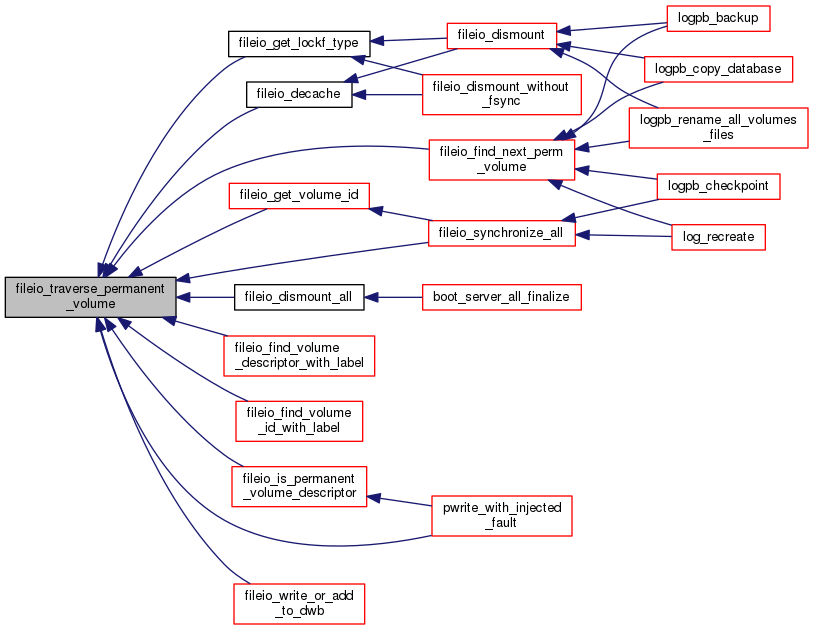 fileio_traverse_permanent
_volume
fileio_get_lockf_type
fileio_decache
fileio_find_next_perm
_volume
fileio_get_volume_id
fileio_synchronize_all
fileio_dismount_all
fileio_find_volume
_descriptor_with_label
fileio_find_volume
_id_with_label
fileio_is_permanent
_volume_descriptor
pwrite_with_injected
_fault
fileio_write_or_add
_to_dwb
fileio_dismount
fileio_dismount_without
_fsync
boot_server_all_finalize
logpb_backup
logpb_copy_database
logpb_rename_all_volumes
_files
logpb_checkpoint
log_recreate